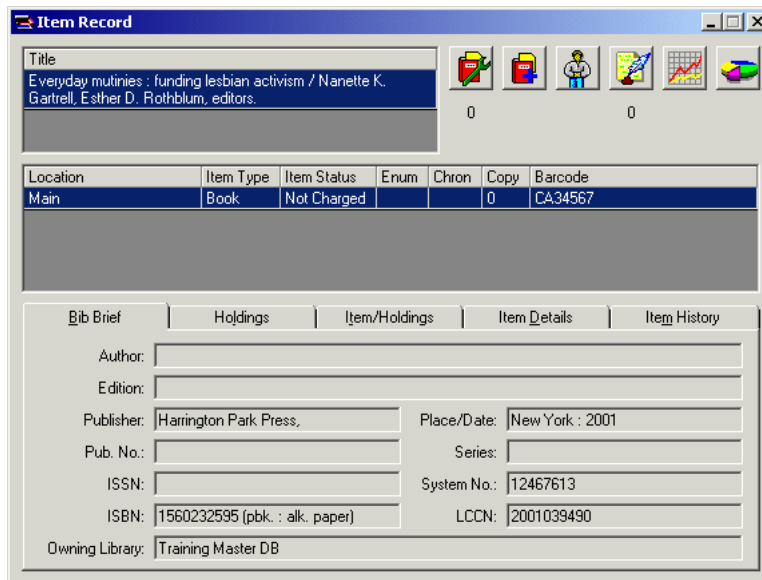 Item Record
Title
Everyday mutinies : funding lesbian activism / Nanette K.
Gartrell, Esther D. Rothblum, editors.
0 0
Location Item Type Item Status Enum Chron Copy Barcode
Main Book Not Charged 0 CA34567
Bib Brief Holdings Item/Holdings Item Details Item History
Author:
Edition:
Publisher: Harrington Park Press, Place/Date: New York : 2001
Pub. No.: Series:
ISSN: System No.: 12467613
ISBN: 1560232595 (pbk. : alk. paper) LCCN: 2001039490
Owning Library: Training Master DB